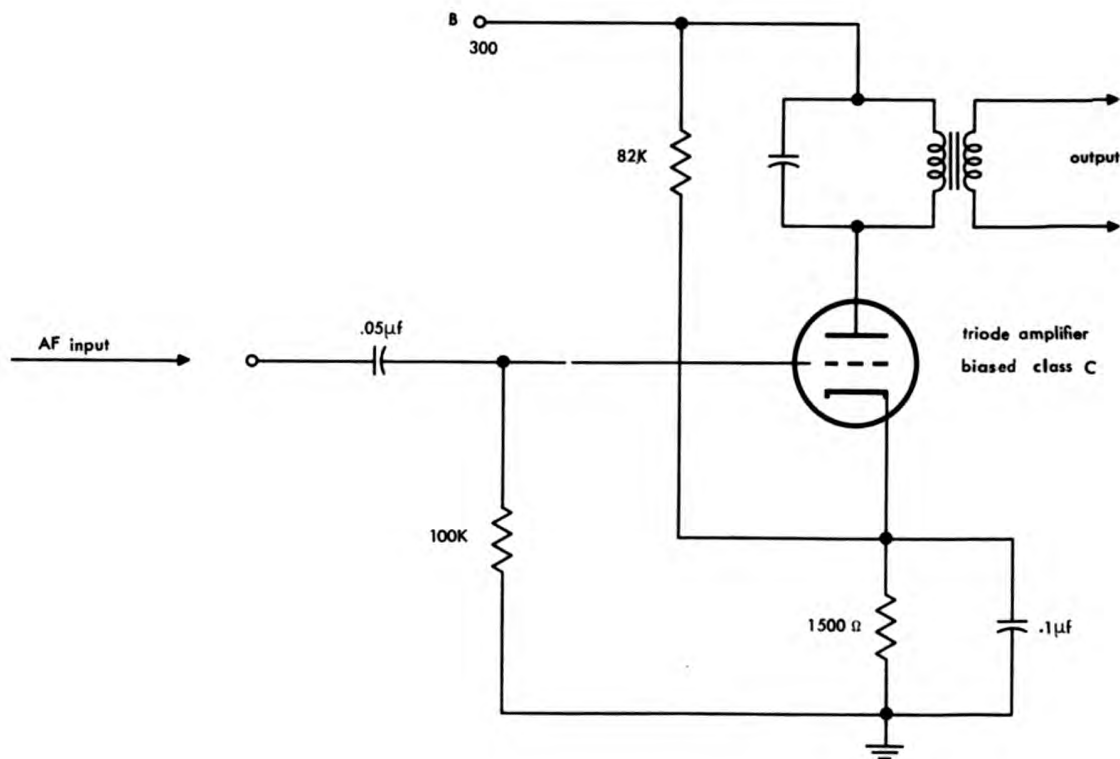 B
300
82K
output
.05μf
AF input
triode amplifier
biased class C
100K
1500 Ω
.1μf